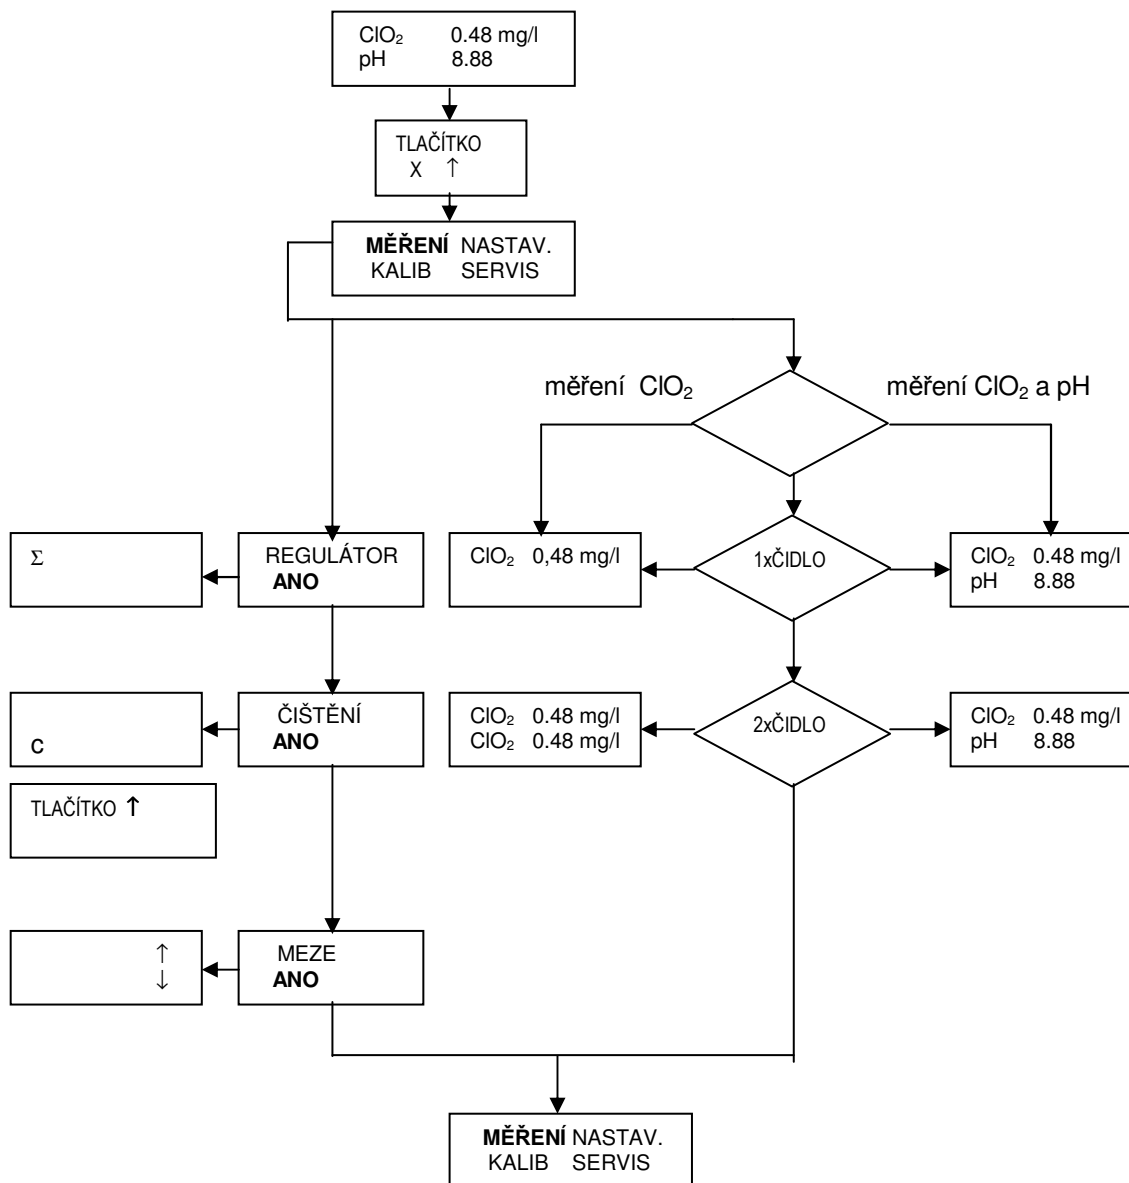 ClO₂ 0.48 mg/l
pH 8.88
TLAČÍTKO
X ↑
MĚŘENÍ NASTAV.
KALIB SERVIS
měření ClO₂
měření ClO₂ a pH
Σ
REGULÁTOR
ANO
ClO₂ 0,48 mg/l
1xČIDLO
ClO₂ 0.48 mg/l
pH 8.88
c
ČIŠTĚNÍ
ANO
ClO₂ 0.48 mg/l
ClO₂ 0.48 mg/l
2xČIDLO
ClO₂ 0.48 mg/l
pH 8.88
TLAČÍTKO ↑
↑
↓
MEZE
ANO
MĚŘENÍ NASTAV.
KALIB SERVIS